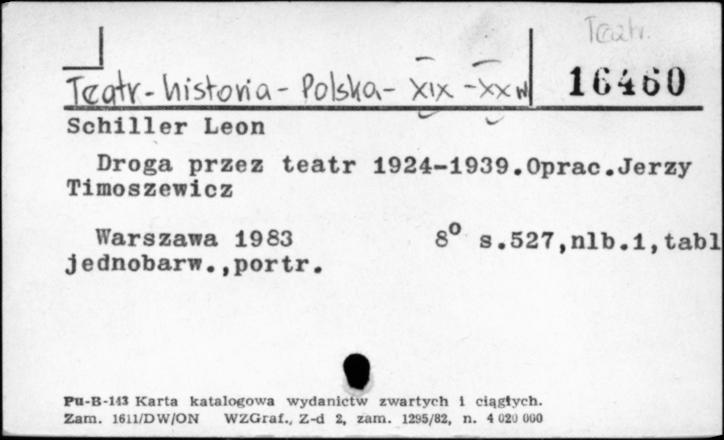 Teatr.
Teatr - historia - Polska - XIX - XX w
16460
Schiller Leon
Droga przez teatr 1924-1939.Oprac.Jerzy
Timoszewicz
Warszawa 1983 8° s.527,nlb.1,tabl
jednobarw.,portr.
Pu-B-143 Karta katalogowa wydanictw zwartych i ciągłych.
Zam. 1611/DW/ON WZGraf., Z-d 2, zam. 1295/82, n. 4 020 000